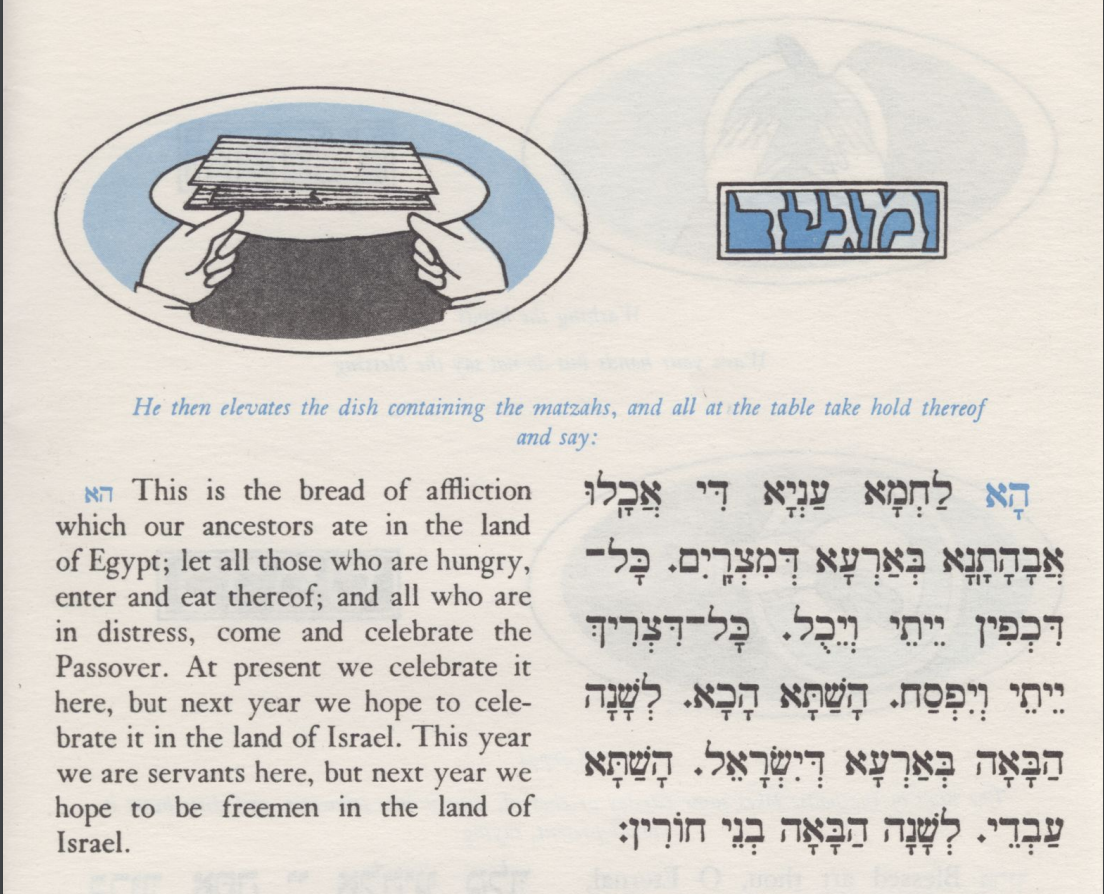 מגיד
He then elevates the dish containing the matzahs, and all at the table take hold thereof
and say:
הא This is the bread of affliction
which our ancestors ate in the land
of Egypt; let all those who are hungry,
enter and eat thereof; and all who are
in distress, come and celebrate the
Passover. At present we celebrate it
here, but next year we hope to cele-
brate it in the land of Israel. This year
we are servants here, but next year we
hope to be freemen in the land of
Israel.
הָא לַחְמָא עַנְיָא דִּי אֲכָלוּ
אֲבָהָתָנָא בְּאַרְעָא דְּמִצְרָיִם. כָּל־
דִּכְפִין יֵיתֵי וְיֵכֻל. כָּל־דִּצְרִיךְ
יֵיתֵי וְיִפְסַח. הָשַׁתָּא הָכָא. לְשָׁנָה
הַבָּאָה בְּאַרְעָא דְּיִשְׂרָאֵל. הָשַׁתָּא
עַבְדֵי. לְשָׁנָה הַבָּאָה בְנֵי חוֹרִין: